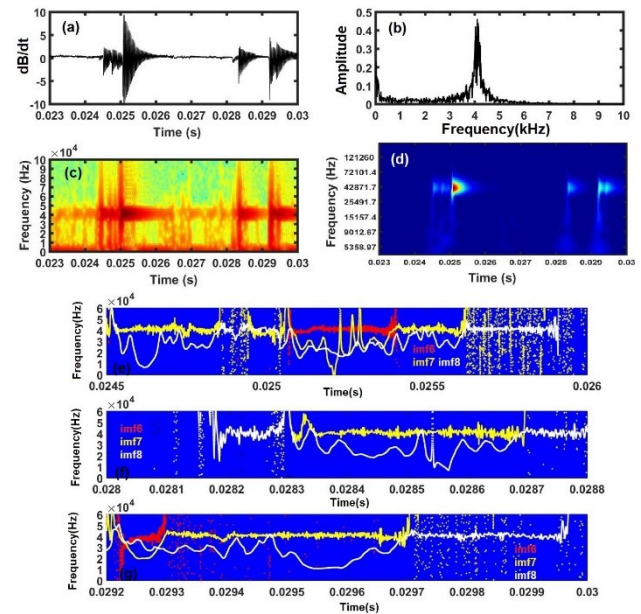 (a)
dB/dt
10
5
0
-5
-10
0.023 0.024 0.025 0.026 0.027 0.028 0.029 0.03
Time (s)
(b)
Amplitude
0.5
0.4
0.3
0.2
0.1
0
0 1 2 3 4 5 6 7 8 9 10
Frequency(kHz)
×10⁴
(c)
Frequency (Hz)
10
9
8
7
6
5
4
3
2
1
0
0.023 0.024 0.025 0.026 0.027 0.028 0.029 0.03
Time (s)
(d)
Frequency (Hz)
121260
72101.4
42871.7
25491.7
15157.4
9012.67
5358.97
0.023 0.024 0.025 0.026 0.027 0.028 0.029 0.03
Time (s)
×10⁴
Frequency(Hz)
6
5
4
3
2
1
0
imf6
imf7 imf8
(e)
0.0245 0.025 0.0255 0.026
Time(s)
×10⁴
Frequency(Hz)
6
5
4
3
2
1
0
imf6
imf7
imf8
(f)
0.028 0.0281 0.0282 0.0283 0.0284 0.0285 0.0286 0.0287 0.0288
Time(s)
×10⁴
Frequency(Hz)
6
5
4
3
2
1
0
imf6
imf7
imf8
(g)
0.0292 0.0293 0.0294 0.0295 0.0296 0.0297 0.0298 0.0299 0.03
Time(s)